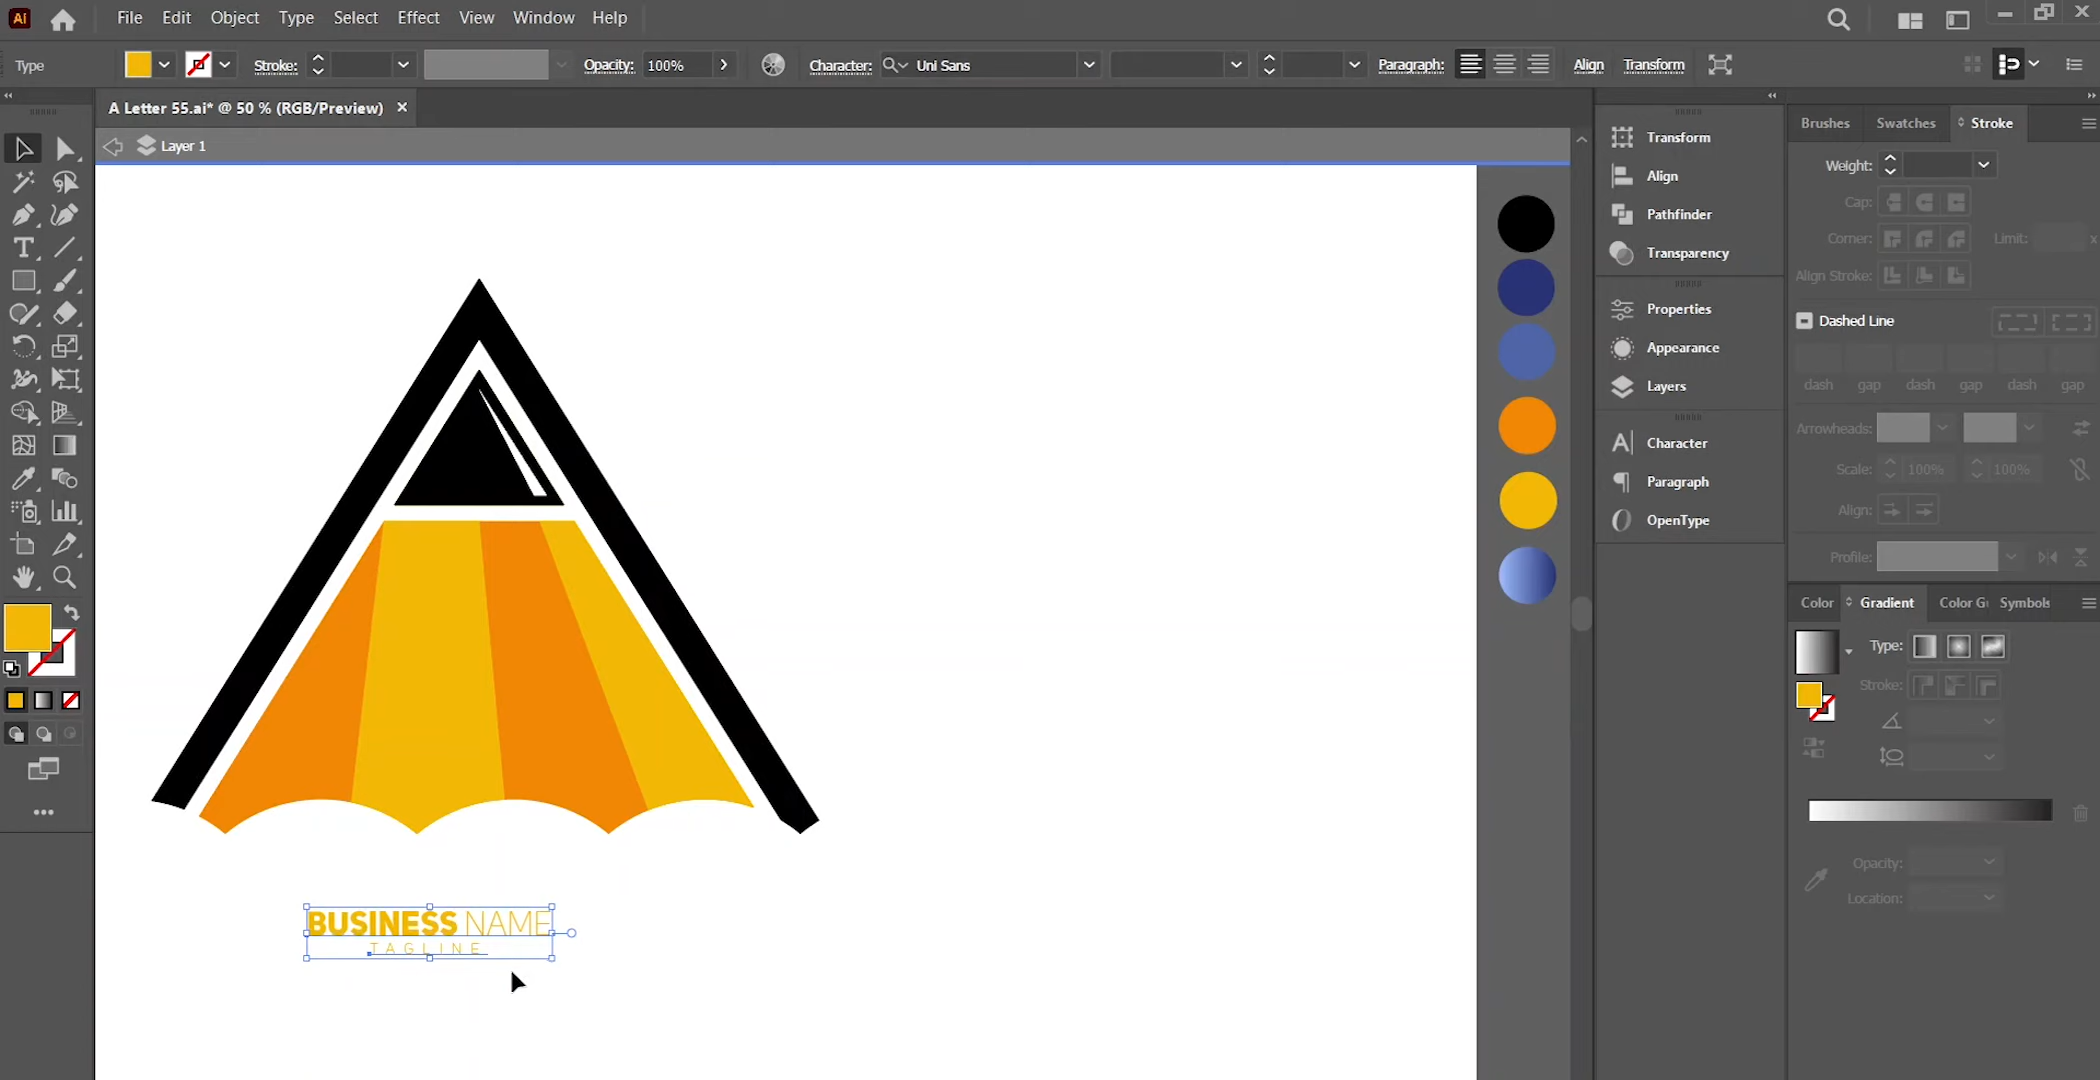 Ai File Edit Object Type Select Effect View Window Help
Type Stroke: Opacity: 100% Character: Uni Sans Paragraph: Align Transform
A Letter 55.ai* @ 50 % (RGB/Preview)
Layer 1
BUSINESS NAME
TAGLINE
Transform
Align
Pathfinder
Transparency
Properties
Appearance
Layers
Character
Paragraph
OpenType
Brushes Swatches Stroke
Weight:
Cap:
Corner: Limit: x
Align Stroke:
Dashed Line
dash gap dash gap dash gap
Arrowheads:
Scale: 100% 100%
Align:
Profile:
Color Gradient Color Gu Symbols
Type:
Stroke:
Opacity:
Location: